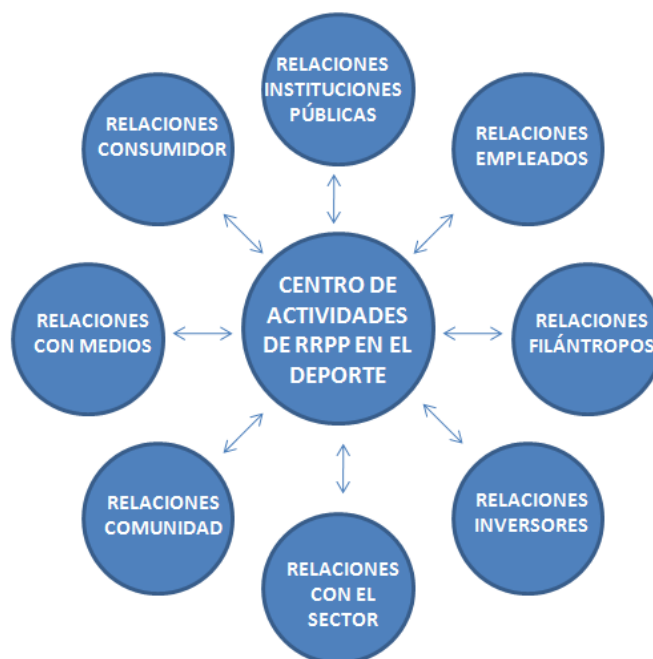 RELACIONES
INSTITUCIONES
PÚBLICAS
RELACIONES
CONSUMIDOR
RELACIONES
EMPLEADOS
RELACIONES
CON MEDIOS
CENTRO DE
ACTIVIDADES
DE RRPP EN EL
DEPORTE
RELACIONES
FILÁNTROPOS
RELACIONES
COMUNIDAD
RELACIONES
INVERSORES
RELACIONES
CON EL
SECTOR